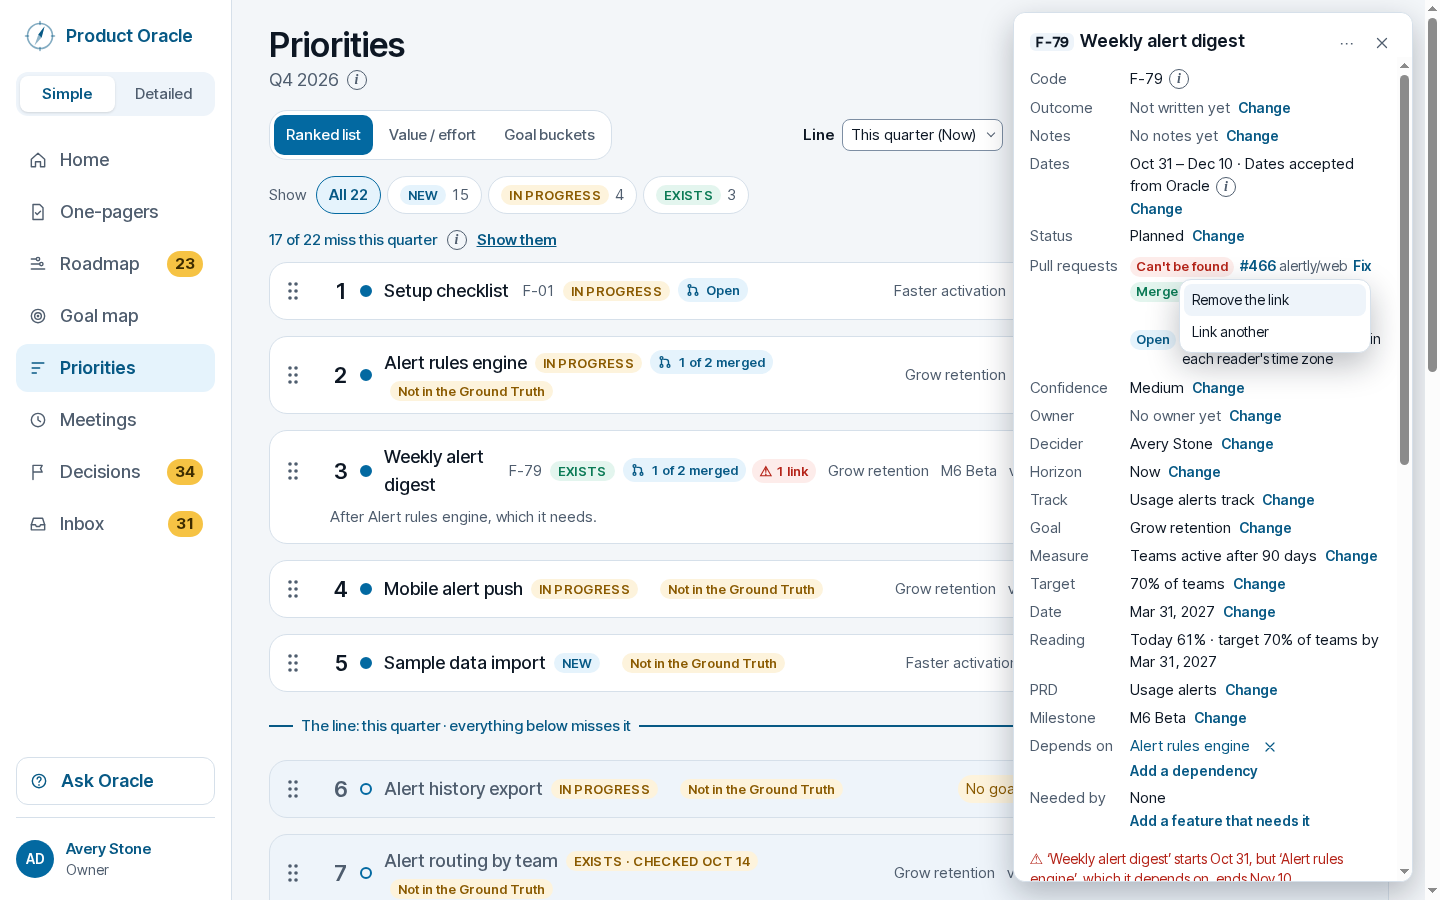 Product Oracle
Simple
Detailed
Home
One-pagers
Roadmap 23
Goal map
Priorities
Meetings
Decisions 34
Inbox 31
Ask Oracle
AD
Avery Stone
Owner
Priorities
Q4 2026 i
Ranked list
Value / effort
Goal buckets
Line
This quarter (Now)
Show
All 22
NEW 15
IN PROGRESS 4
EXISTS 3
17 of 22 miss this quarter i Show them
1 Setup checklist F-01 IN PROGRESS Open Faster activation
2 Alert rules engine IN PROGRESS 1 of 2 merged
Not in the Ground Truth
Grow retention
3 Weekly alert
digest
F-79 EXISTS 1 of 2 merged ⚠ 1 link Grow retention M6 Beta
After Alert rules engine, which it needs.
4 Mobile alert push IN PROGRESS Not in the Ground Truth Grow retention
5 Sample data import NEW Not in the Ground Truth Faster activation
The line: this quarter · everything below misses it
6 Alert history export IN PROGRESS Not in the Ground Truth No goa
7 Alert routing by team EXISTS · CHECKED OCT 14
Not in the Ground Truth
Grow retention
F-79 Weekly alert digest ···
Code F-79 i
Outcome Not written yet Change
Notes No notes yet Change
Dates Oct 31 – Dec 10 · Dates accepted
from Oracle i
Change
Status Planned Change
Pull requests Can't be found #466 alertly/web Fix
Merge
Remove the link
Link another
Open in
each reader's time zone
Confidence Medium Change
Owner No owner yet Change
Decider Avery Stone Change
Horizon Now Change
Track Usage alerts track Change
Goal Grow retention Change
Measure Teams active after 90 days Change
Target 70% of teams Change
Date Mar 31, 2027 Change
Reading Today 61% · target 70% of teams by
Mar 31, 2027
PRD Usage alerts Change
Milestone M6 Beta Change
Depends on Alert rules engine
Add a dependency
Needed by None
Add a feature that needs it
⚠ ‘Weekly alert digest’ starts Oct 31, but ‘Alert rules
engine’, which it depends on, ends Nov 10